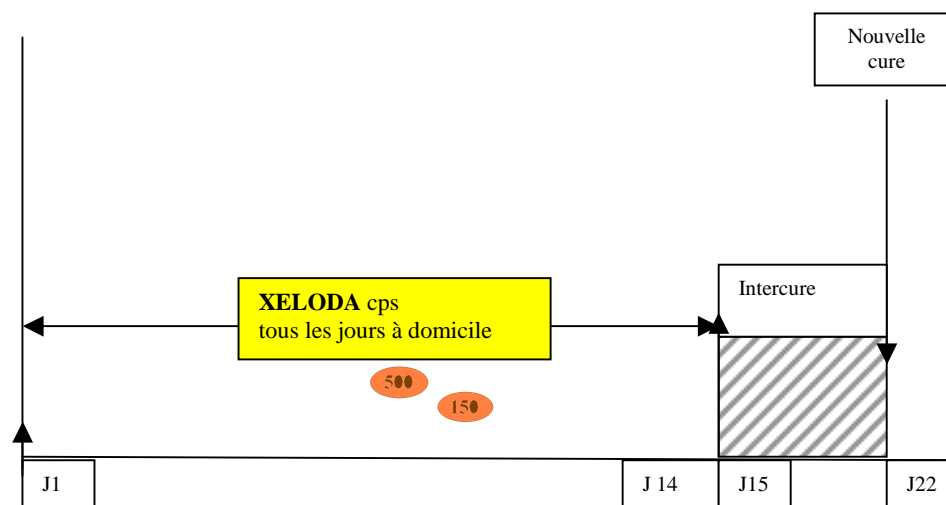 Nouvelle
cure
Intercure
XELODA cps
tous les jours à domicile
500
150
J1
J 14
J15
J22